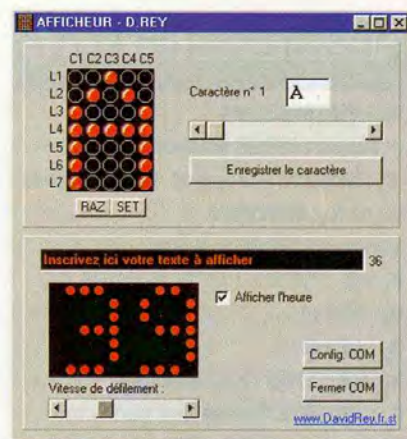 AFFICHEUR - D.REY
C1 C2 C3 C4 C5
L1
L2
L3
L4
L5
L6
L7
Caractère n° 1
A
Enregistrer le caractère
RAZ SET
Inscrivez ici votre texte à afficher
36
39
Afficher l'heure
Config. COM
Vitesse de défilement :
Fermer COM
www.DavidRey.fr.st